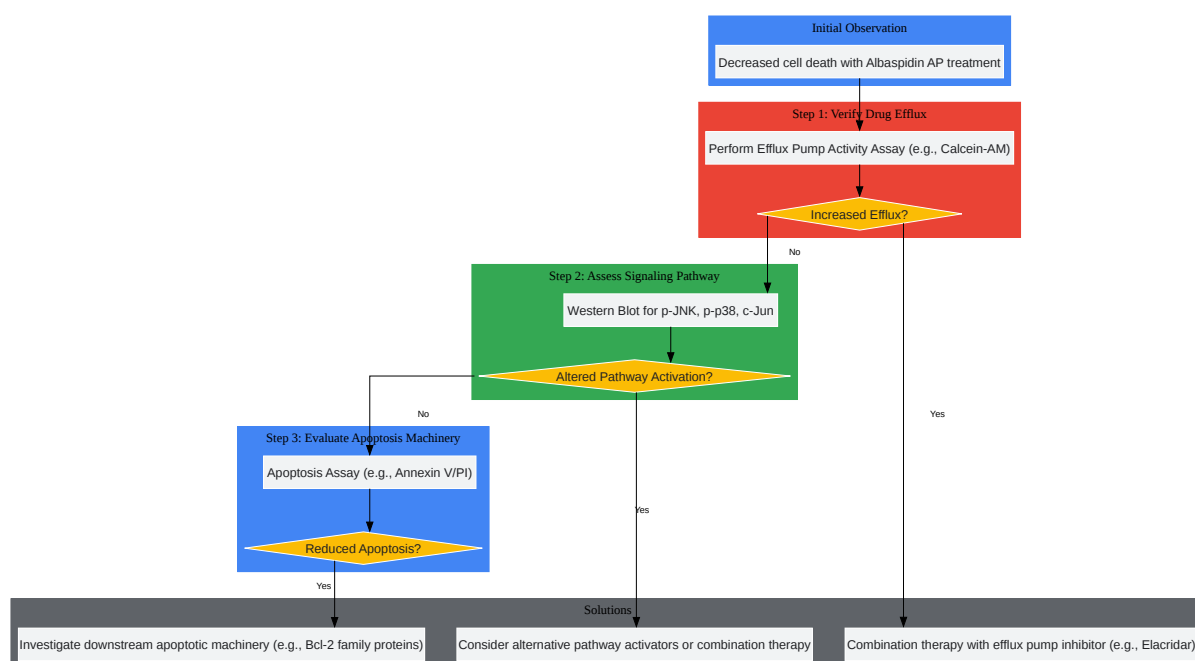 Initial Observation
Decreased cell death with Albaspidin AP treatment
Step 1: Verify Drug Efflux
Perform Efflux Pump Activity Assay (e.g., Calcein-AM)
Increased Efflux?
No
Step 2: Assess Signaling Pathway
Western Blot for p-JNK, p-p38, c-Jun
Altered Pathway Activation?
No
Yes
Step 3: Evaluate Apoptosis Machinery
Apoptosis Assay (e.g., Annexin V/PI)
Yes
Reduced Apoptosis?
Yes
Solutions
Investigate downstream apoptotic machinery (e.g., Bcl-2 family proteins)
Consider alternative pathway activators or combination therapy
Combination therapy with efflux pump inhibitor (e.g., Elacridar)